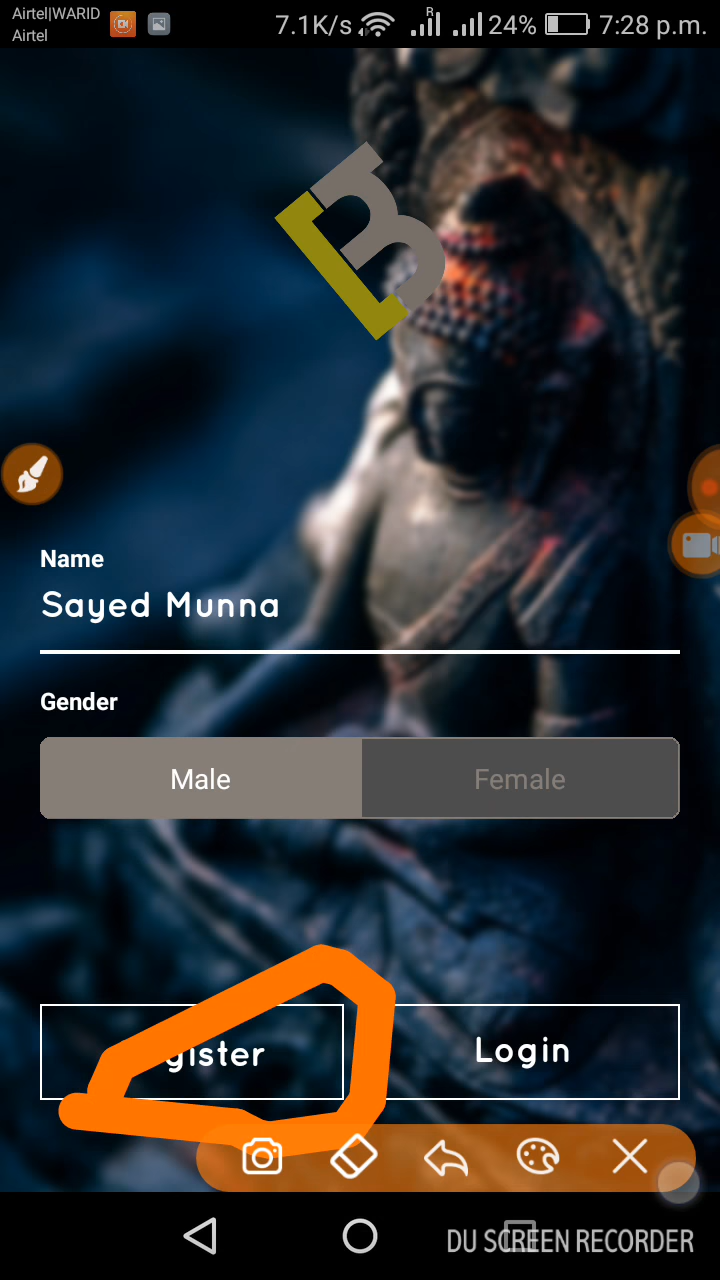 Airtel|WARID
Airtel
7.1K/s R 24% 7:28 p.m.
Name
Sayed Munna
Gender
Male Female
gister Login
DU SCREEN RECORDER